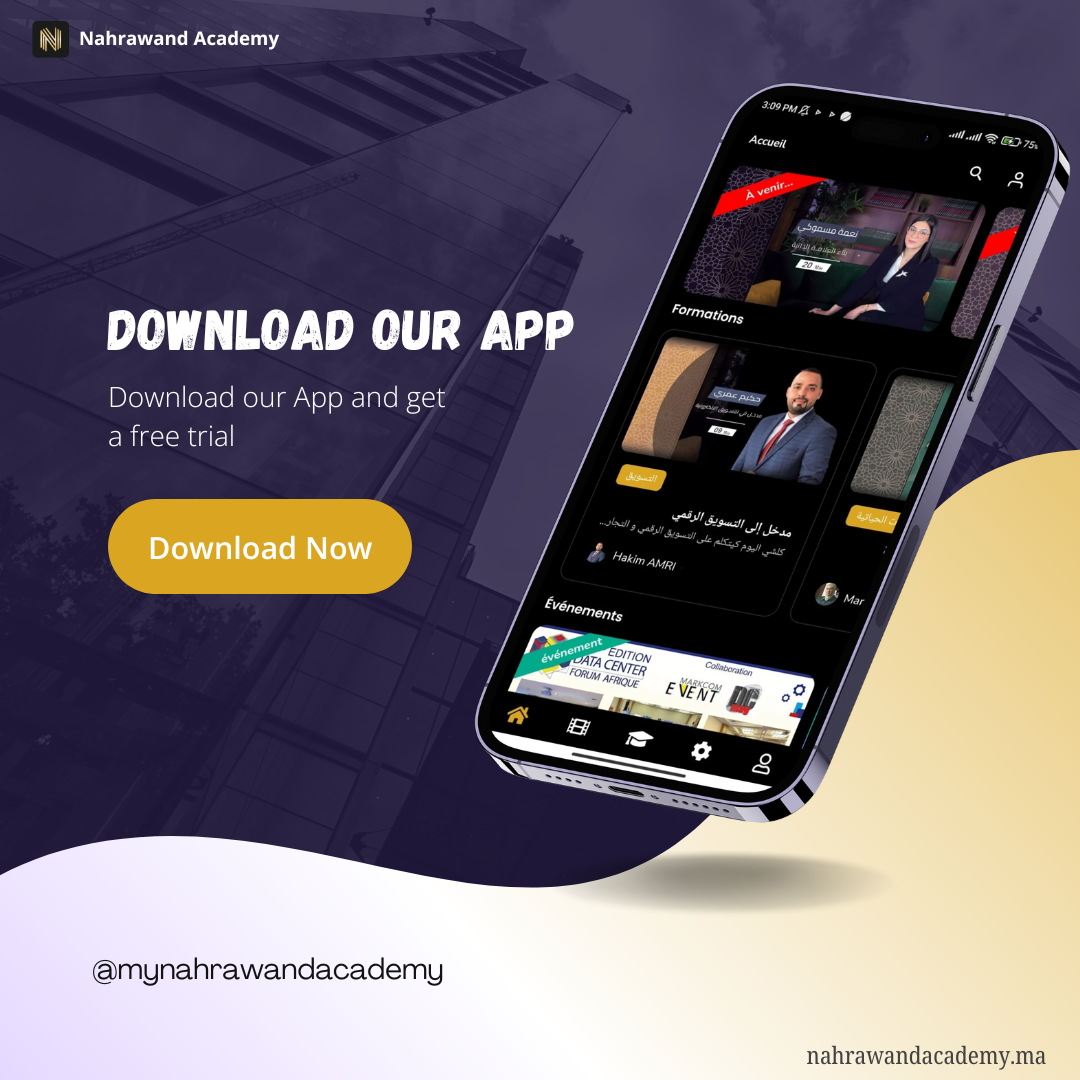 Nahrawand Academy
3:09 PM
75%
Accueil
À venir...
نعمة مسموكي
بناء العلامة الذاتية
20
Formations
حكيم عمري
مدخل في التسويق
09
التسويق
مدخل إلى التسويق الرقمي
كلشي اليوم كيتكلم على التسويق الرقمي و التجار...
Hakim AMRI
الحياتية
Mar
Événements
événement
EDITION
DATA CENTER
FORUM AFRIQUE
Collaboration
MARKCOM
EVENT
DOWNLOAD OUR APP
Download our App and get
a free trial
Download Now
@mynahrawandacademy
nahrawandacademy.ma